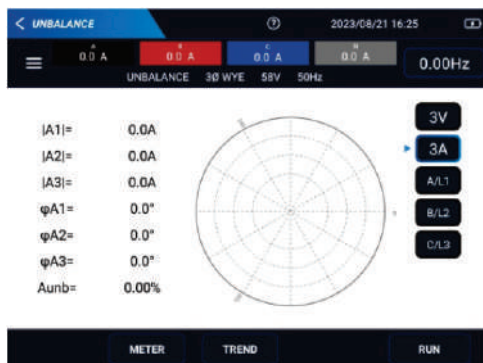 UNBALANCE
2023/08/21 16:25
A B C N
0.0 A 0.0 A 0.0 A 0.0 A
0.00Hz
UNBALANCE 3Ø WYE 58V 50Hz
|A1|= 0.0A
|A2|= 0.0A
|A3|= 0.0A
φA1= 0.0°
φA2= 0.0°
φA3= 0.0°
Aunb= 0.00%
3V
3A
A/L1
B/L2
C/L3
METER TREND RUN